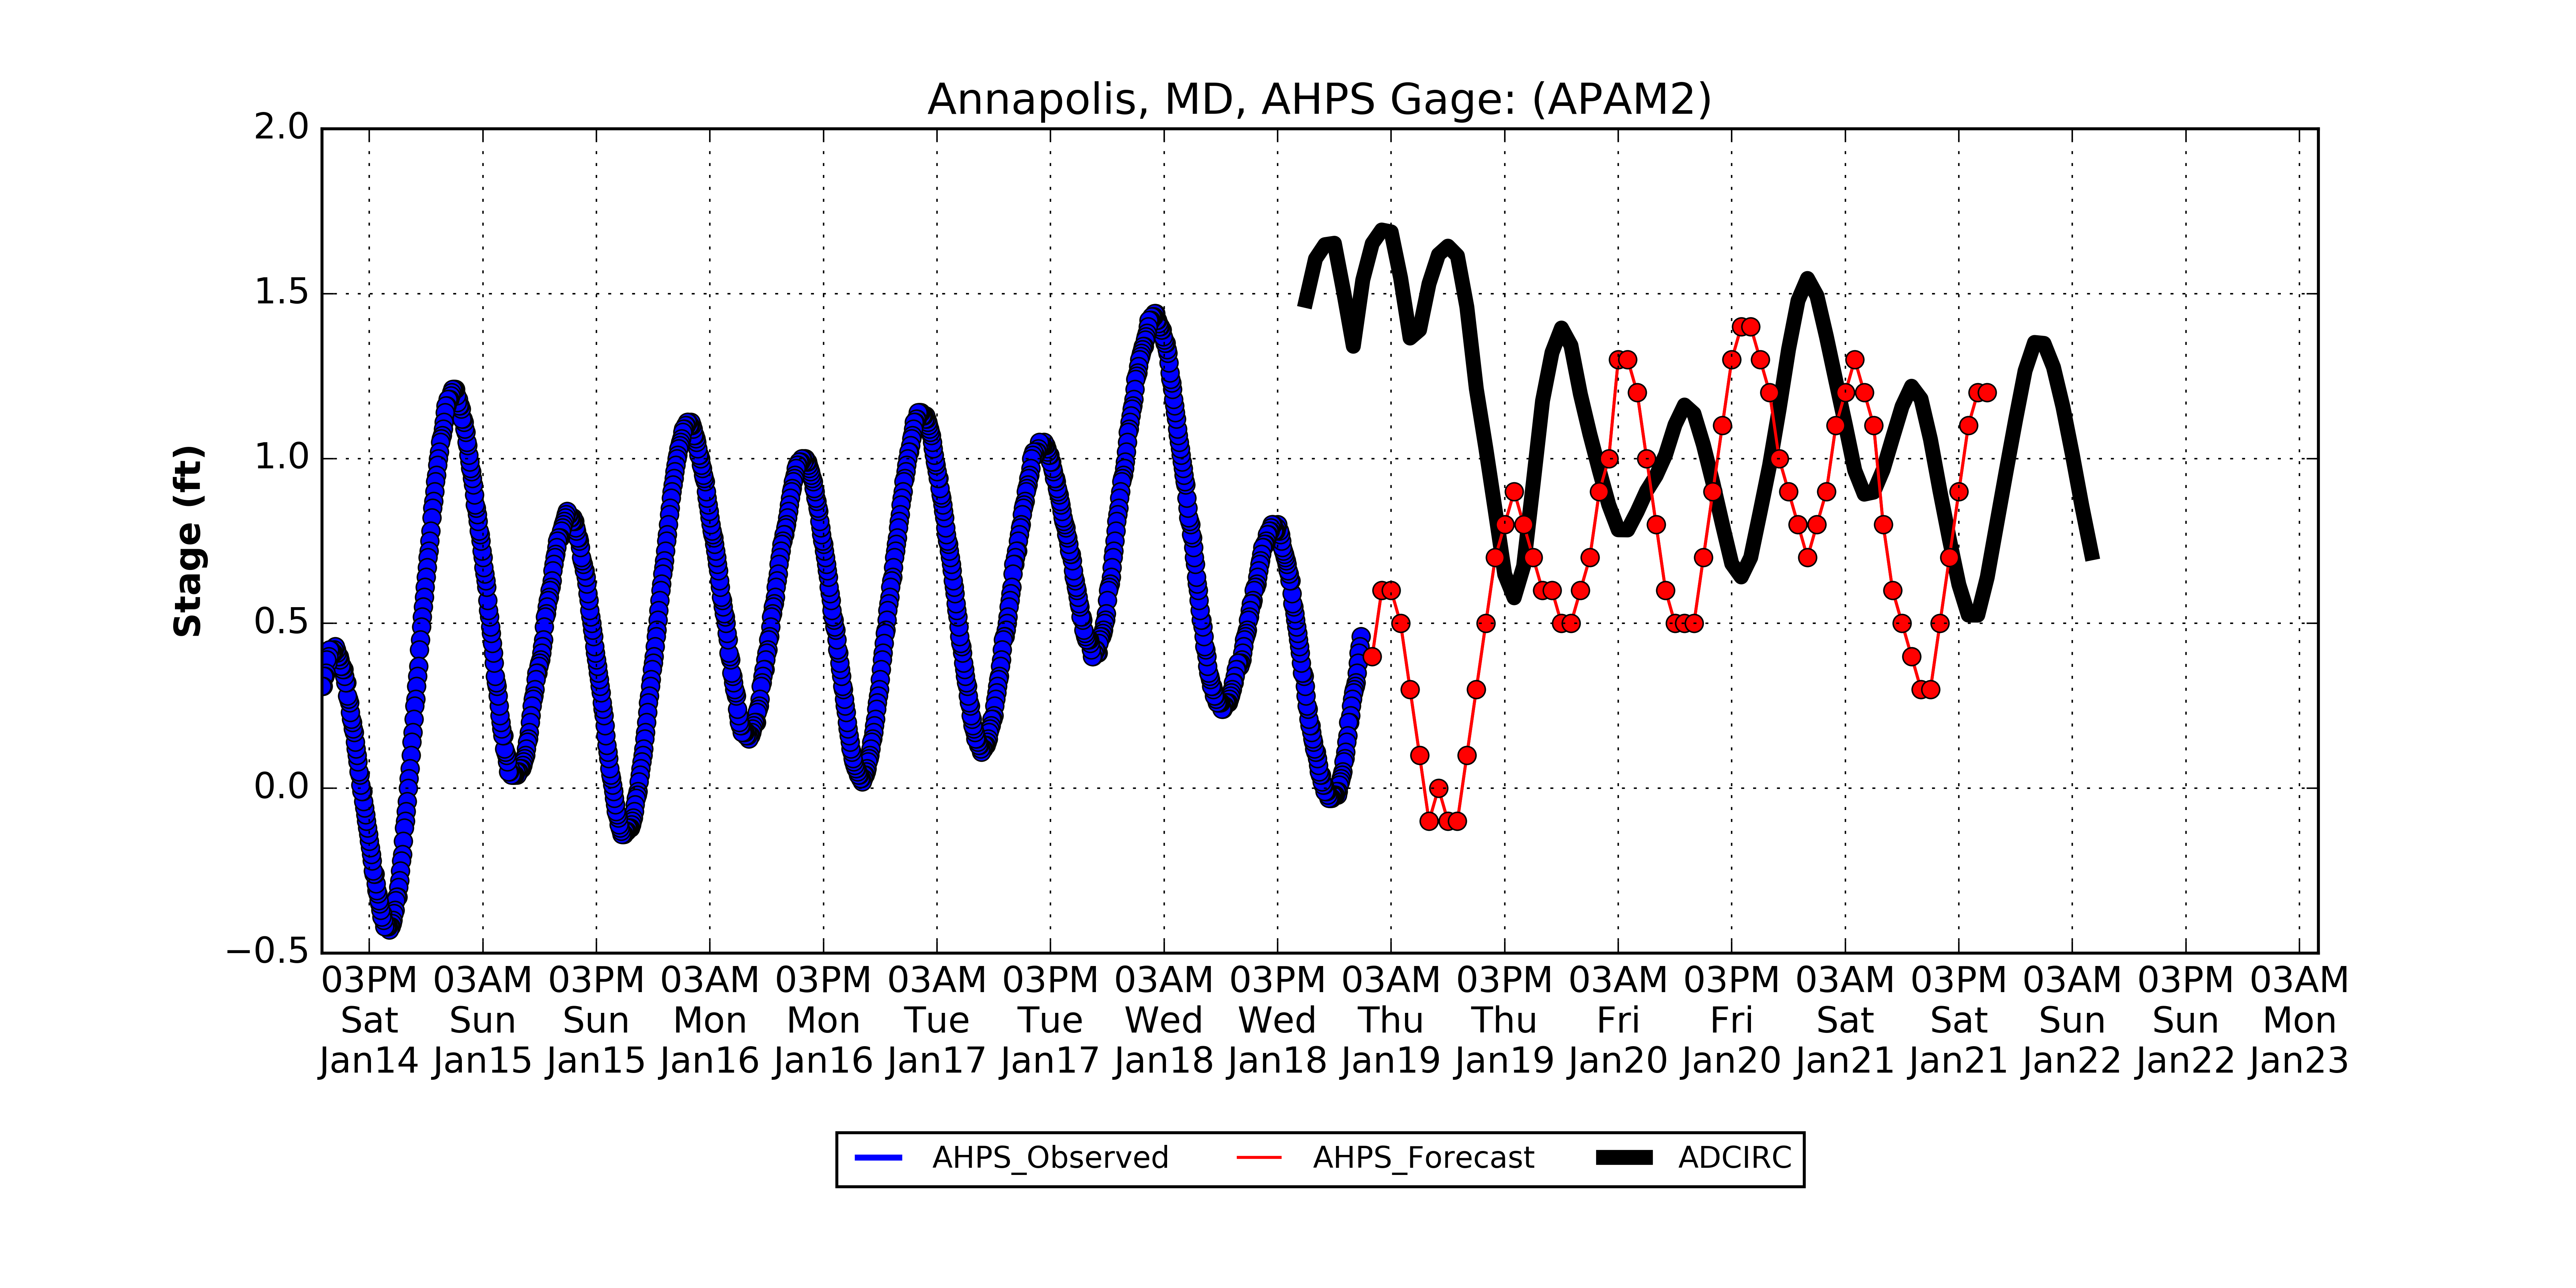 Annapolis, MD, AHPS Gage: (APAM2)
2.0
1.5
1.0
0.5
0.0
−0.5
Stage (ft)
03PM 03AM 03PM 03AM 03PM 03AM 03PM 03AM 03PM 03AM 03PM 03AM 03PM 03AM 03PM 03AM 03PM 03AM
Sat Sun Sun Mon Mon Tue Tue Wed Wed Thu Thu Fri Fri Sat Sat Sun Sun Mon
Jan14 Jan15 Jan15 Jan16 Jan16 Jan17 Jan17 Jan18 Jan18 Jan19 Jan19 Jan20 Jan20 Jan21 Jan21 Jan22 Jan22 Jan23
AHPS_Observed AHPS_Forecast ADCIRC